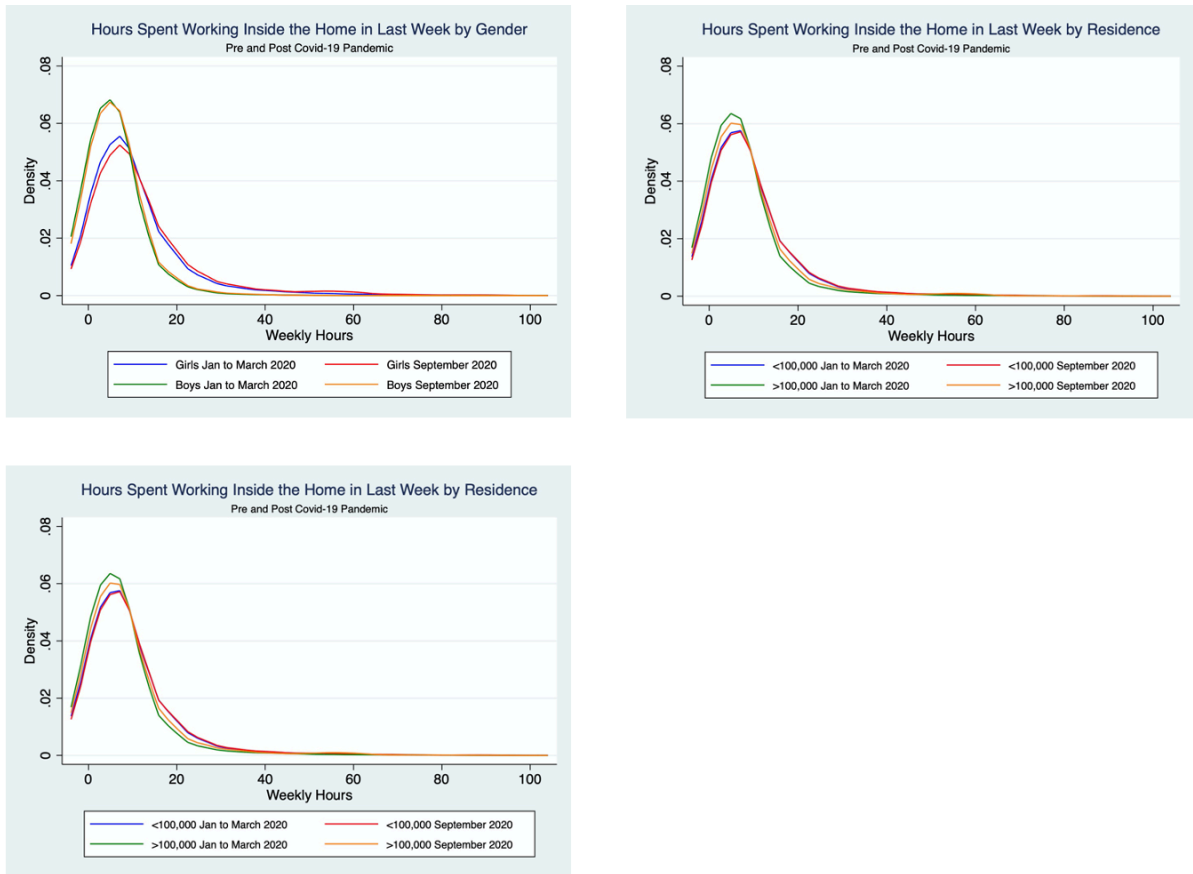 Hours Spent Working Inside the Home in Last Week by Gender
Pre and Post Covid-19 Pandemic
Density
.08
.06
.04
.02
0
0 20 40 60 80 100
Weekly Hours
Girls Jan to March 2020 Girls September 2020
Boys Jan to March 2020 Boys September 2020
Hours Spent Working Inside the Home in Last Week by Residence
Pre and Post Covid-19 Pandemic
Density
.08
.06
.04
.02
0
0 20 40 60 80 100
Weekly Hours
<100,000 Jan to March 2020 <100,000 September 2020
>100,000 Jan to March 2020 >100,000 September 2020
Hours Spent Working Inside the Home in Last Week by Residence
Pre and Post Covid-19 Pandemic
Density
.08
.06
.04
.02
0
0 20 40 60 80 100
Weekly Hours
<100,000 Jan to March 2020 <100,000 September 2020
>100,000 Jan to March 2020 >100,000 September 2020